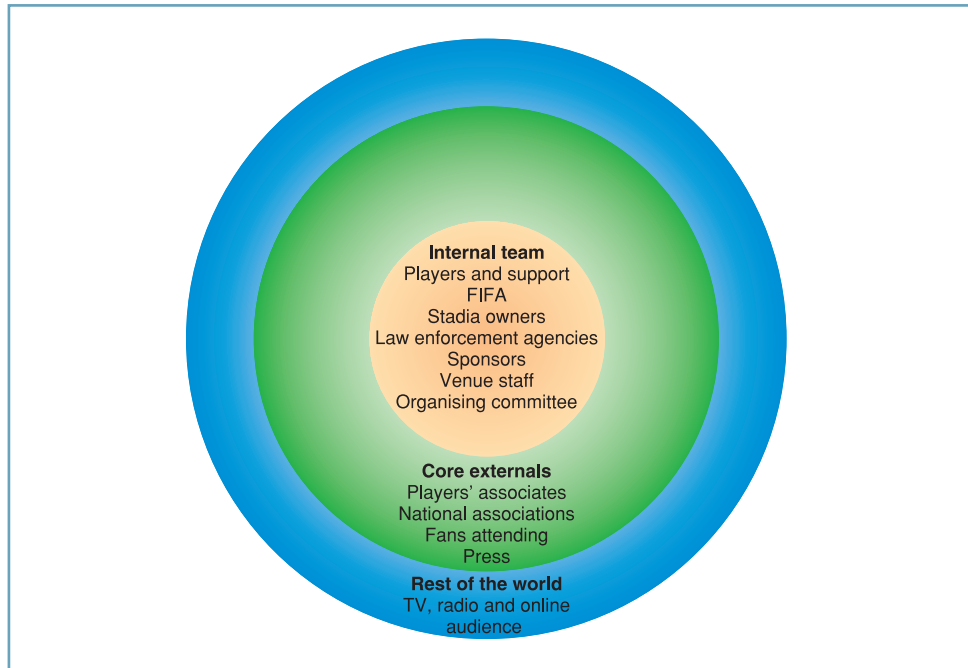 Internal team
Players and support
FIFA
Stadia owners
Law enforcement agencies
Sponsors
Venue staff
Organising committee
Core externals
Players’ associates
National associations
Fans attending
Press
Rest of the world
TV, radio and online
audience